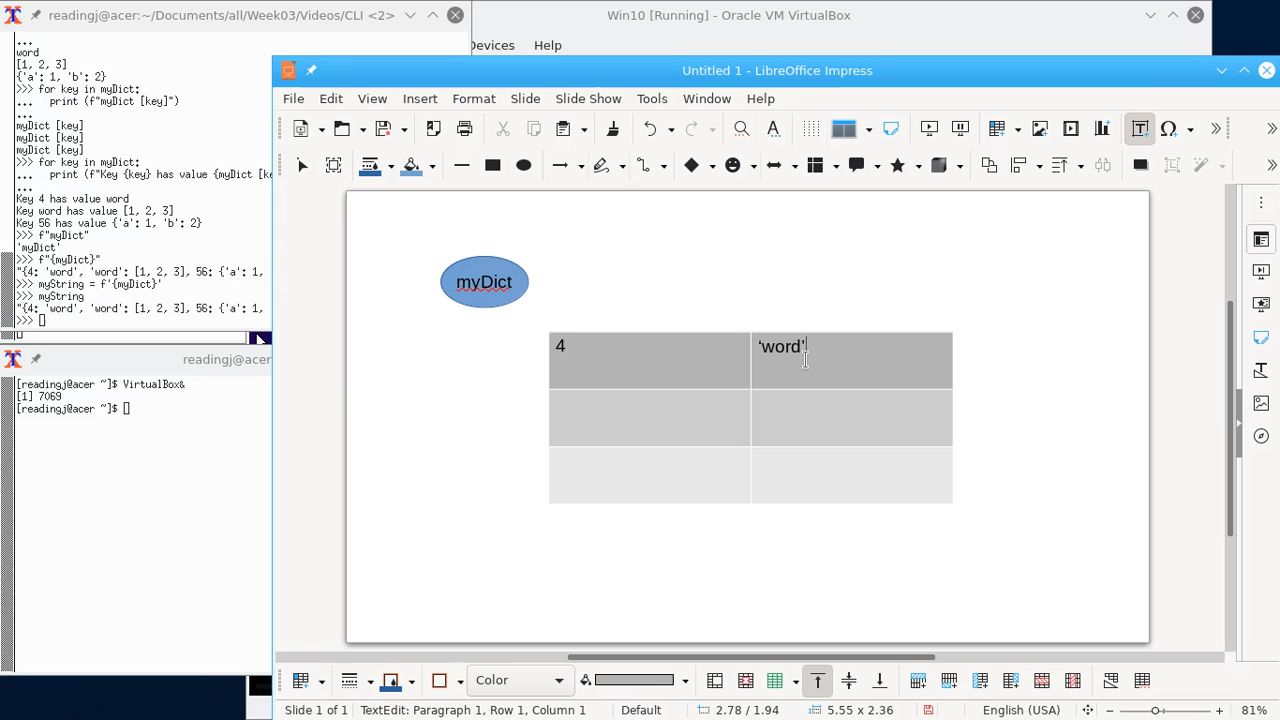 readingj@acer:~/Documents/all/Week03/Videos/CLI <2>
...
word
[1, 2, 3]
{'a': 1, 'b': 2}
>>> for key in myDict:
...   print (f"myDict [key]")
...
myDict [key]
myDict [key]
myDict [key]
>>> for key in myDict:
...   print (f"Key {key} has value {myDict [ke
...
Key 4 has value word
Key word has value [1, 2, 3]
Key 56 has value {'a': 1, 'b': 2}
>>> f"myDict"
'myDict'
>>> f"{myDict}"
"{4: 'word', 'word': [1, 2, 3], 56: {'a': 1,
>>> myString = f'{myDict}'
>>> myString
"{4: 'word', 'word': [1, 2, 3], 56: {'a': 1,
>>>
readingj@acer
[readingj@acer ~]$ VirtualBox&
[1] 7069
[readingj@acer ~]$
Win10 [Running] - Oracle VM VirtualBox
Devices Help
Untitled 1 - LibreOffice Impress
File Edit View Insert Format Slide Slide Show Tools Window Help
myDict
4 ‘word’
Color
Slide 1 of 1 TextEdit: Paragraph 1, Row 1, Column 1 Default 2.78 / 1.94 5.55 x 2.36 English (USA) 81%